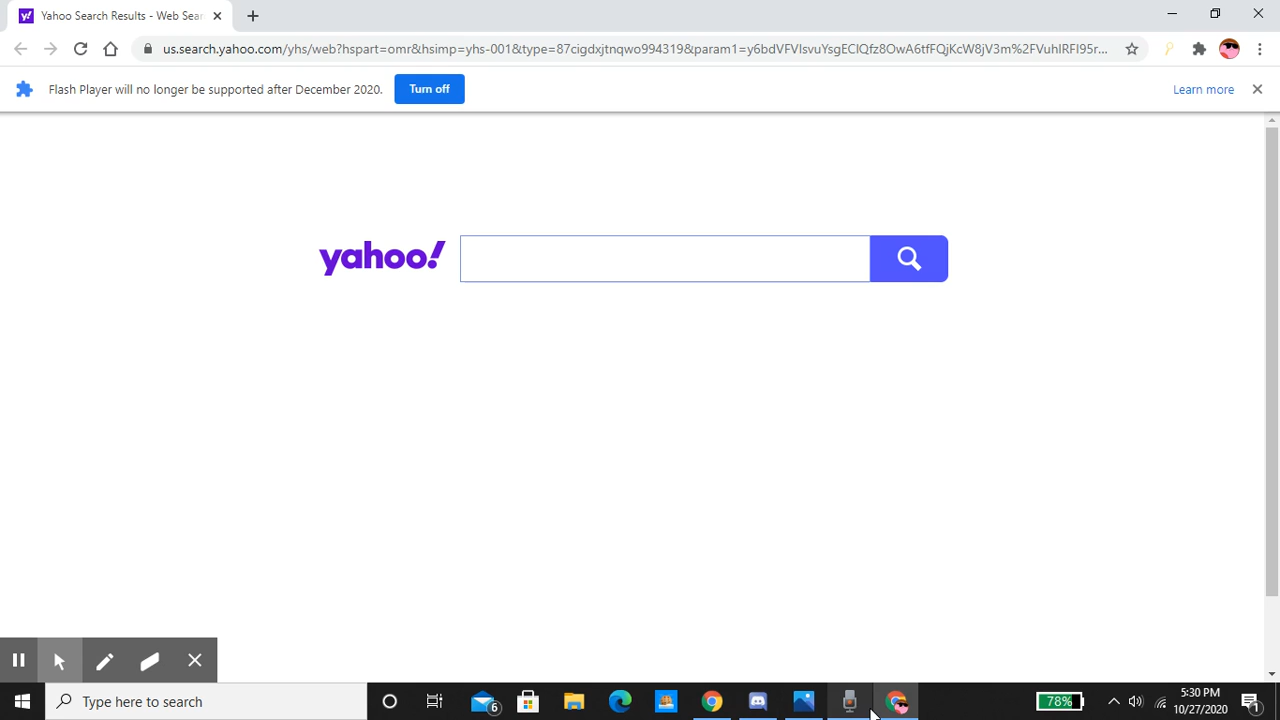 Yahoo Search Results - Web Sear
us.search.yahoo.com/yhs/web?hspart=omr&hsimp=yhs-001&type=87cigdxjtnqwo994319&param1=y6bdVFVIsvuYsgECIQfz8OwA6tfFQjKcW8jV3m%2FVuhIRFI95r...
Flash Player will no longer be supported after December 2020.
Turn off
Learn more
yahoo!
Type here to search
6
78%
5:30 PM
10/27/2020
1